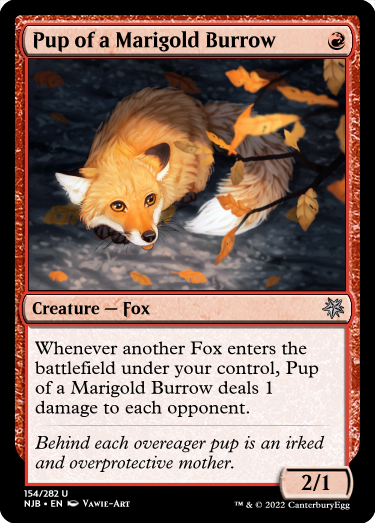 Pup of a Marigold Burrow
Creature — Fox
Whenever another Fox enters the
battlefield under your control, Pup
of a Marigold Burrow deals 1
damage to each opponent.
Behind each overeager pup is an irked
and overprotective mother.
2/1
154/282 U
NJB • EN Vawie-Art
™ & © 2022 CanterburyEgg